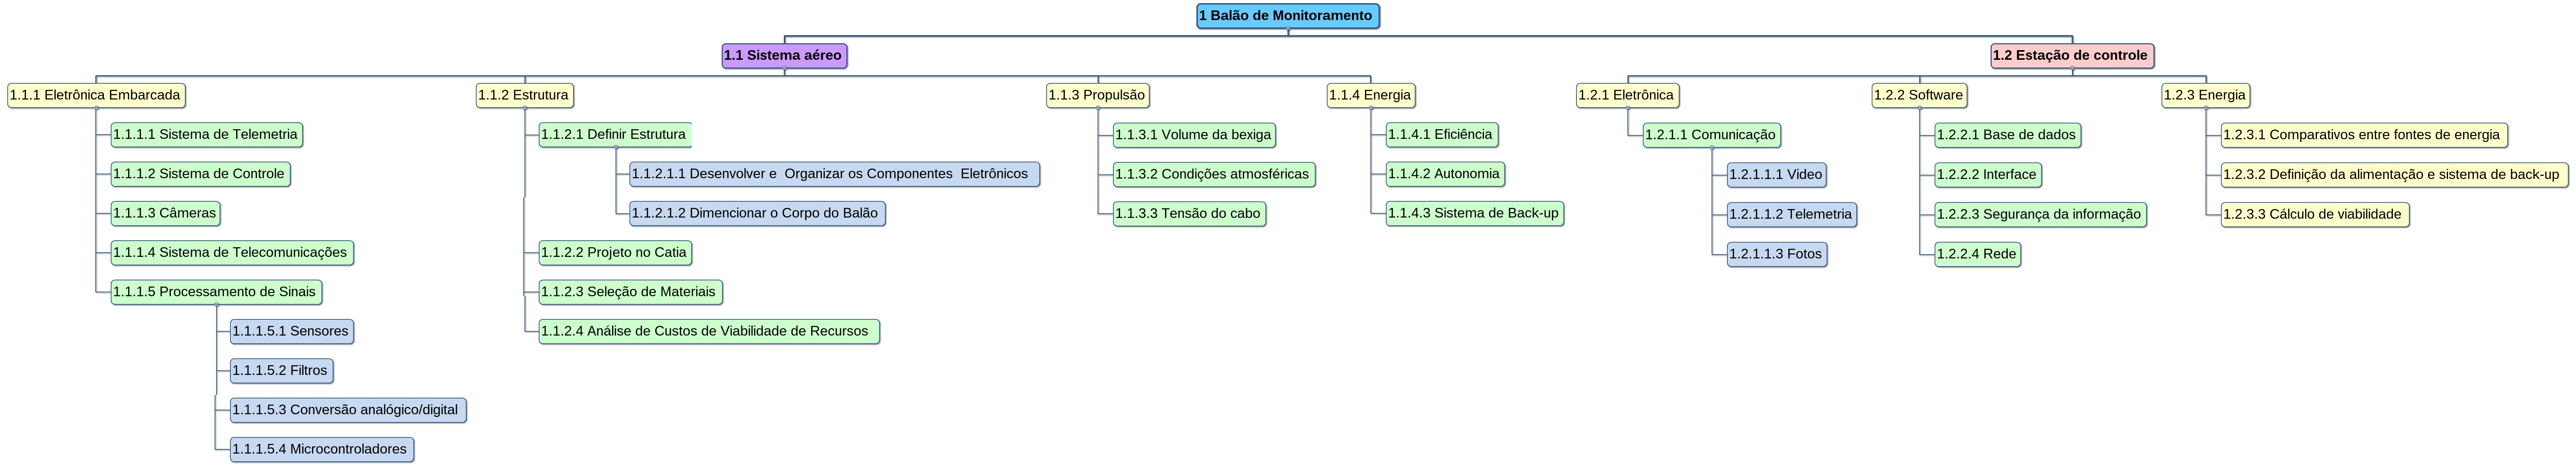 1 Balão de Monitoramento
1.1 Sistema aéreo
1.1.1 Eletrônica Embarcada
1.1.1.1 Sistema de Telemetria
1.1.1.2 Sistema de Controle
1.1.1.3 Câmeras
1.1.1.4 Sistema de Telecomunicações
1.1.1.5 Processamento de Sinais
1.1.1.5.1 Sensores
1.1.1.5.2 Filtros
1.1.1.5.3 Conversão analógico/digital
1.1.1.5.4 Microcontroladores
1.1.2 Estrutura
1.1.2.1 Definir Estrutura
1.1.2.1.1 Desenvolver e  Organizar os Componentes  Eletrônicos
1.1.2.1.2 Dimencionar o Corpo do Balão
1.1.2.2 Projeto no Catia
1.1.2.3 Seleção de Materiais
1.1.2.4 Análise de Custos de Viabilidade de Recursos
1.1.3 Propulsão
1.1.3.1 Volume da bexiga
1.1.3.2 Condições atmosféricas
1.1.3.3 Tensão do cabo
1.1.4 Energia
1.1.4.1 Eficiência
1.1.4.2 Autonomia
1.1.4.3 Sistema de Back-up
1.2 Estação de controle
1.2.1 Eletrônica
1.2.1.1 Comunicação
1.2.1.1.1 Video
1.2.1.1.2 Telemetria
1.2.1.1.3 Fotos
1.2.2 Software
1.2.2.1 Base de dados
1.2.2.2 Interface
1.2.2.3 Segurança da informação
1.2.2.4 Rede
1.2.3 Energia
1.2.3.1 Comparativos entre fontes de energia
1.2.3.2 Definição da alimentação e sistema de back-up
1.2.3.3 Cálculo de viabilidade